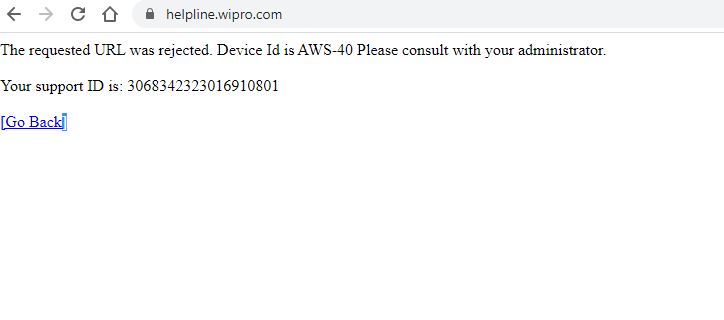 helpline.wipro.com
The requested URL was rejected. Device Id is AWS-40 Please consult with your administrator.
Your support ID is: 3068342323016910801
[Go Back]